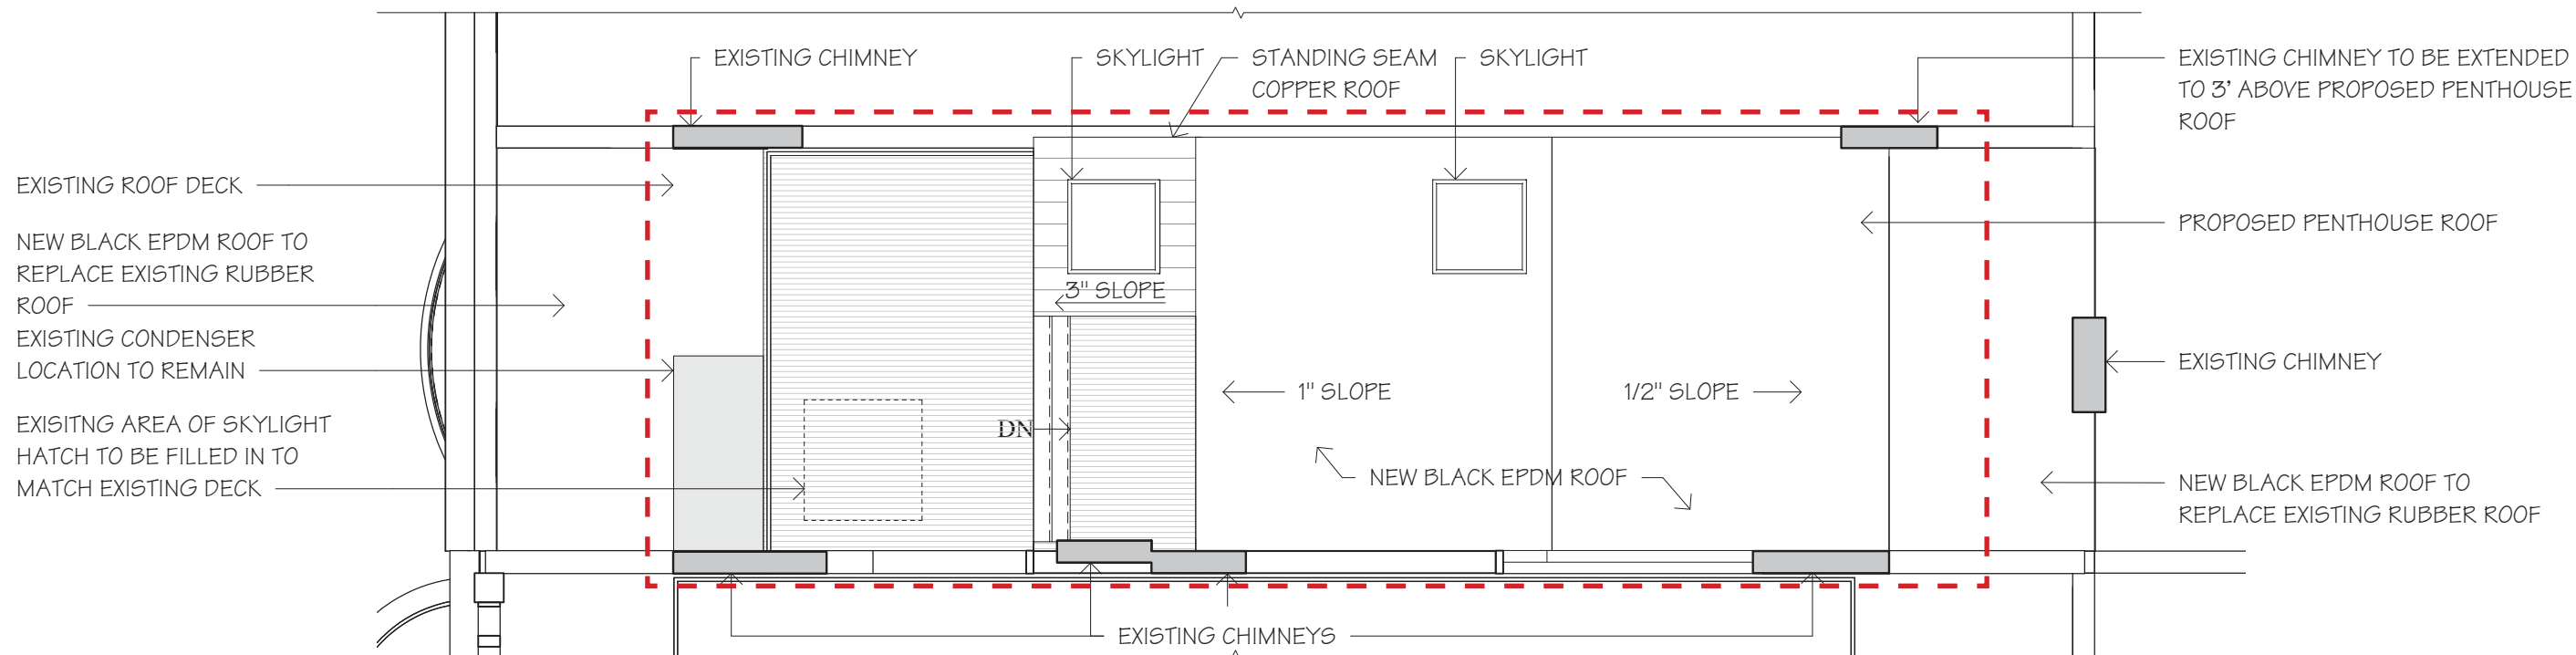 EXISTING CHIMNEY
SKYLIGHT
STANDING SEAM
COPPER ROOF
SKYLIGHT
EXISTING CHIMNEY TO BE EXTENDED
TO 3' ABOVE PROPOSED PENTHOUSE
ROOF
EXISTING ROOF DECK
NEW BLACK EPDM ROOF TO
REPLACE EXISTING RUBBER
ROOF
EXISTING CONDENSER
LOCATION TO REMAIN
EXISITNG AREA OF SKYLIGHT
HATCH TO BE FILLED IN TO
MATCH EXISTING DECK
3" SLOPE
DN
1" SLOPE
1/2" SLOPE
NEW BLACK EPDM ROOF
PROPOSED PENTHOUSE ROOF
EXISTING CHIMNEY
NEW BLACK EPDM ROOF TO
REPLACE EXISTING RUBBER ROOF
EXISTING CHIMNEYS